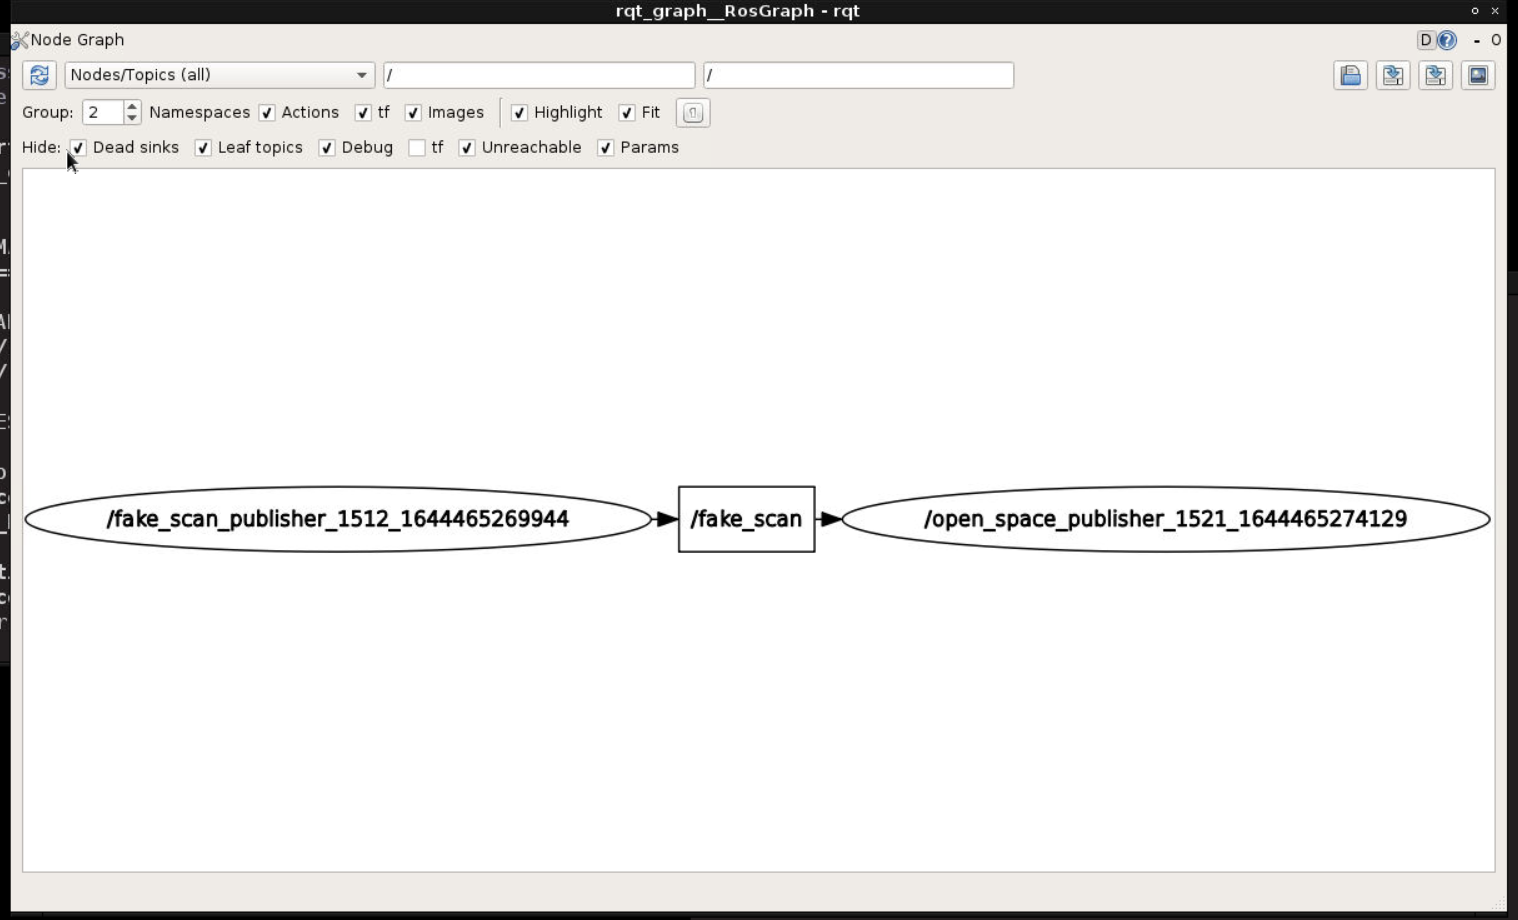 rqt_graph__RosGraph - rqt
Node Graph D ? - O
Nodes/Topics (all) / /
Group: 2 Namespaces Actions tf Images Highlight Fit
Hide: Dead sinks Leaf topics Debug tf Unreachable Params
/fake_scan_publisher_1512_1644465269944 /fake_scan /open_space_publisher_1521_1644465274129